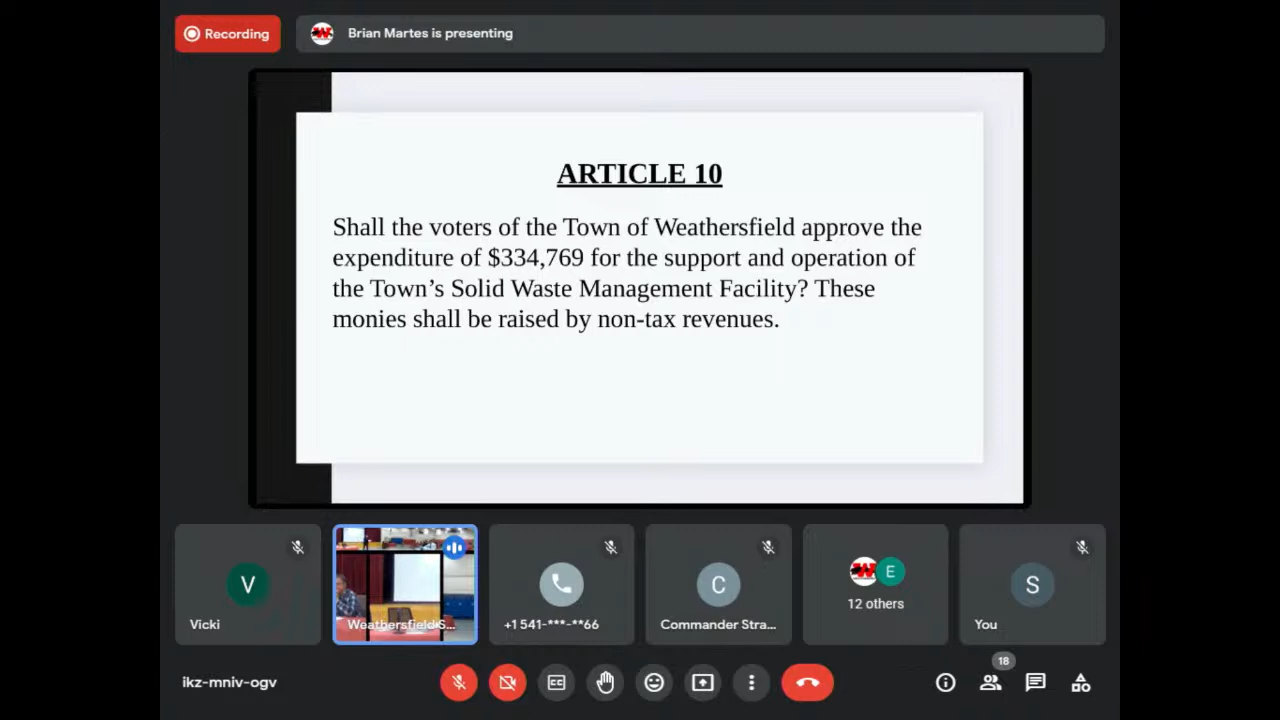 Recording
Brian Martes is presenting
ARTICLE 10
Shall the voters of the Town of Weathersfield approve the
expenditure of $334,769 for the support and operation of
the Town's Solid Waste Management Facility? These
monies shall be raised by non-tax revenues.
V
C
E
S
12 others
Vicki
Weathersfield S...
+1 541-***-**66
Commander Stra...
You
18
ikz-mniv-ogv